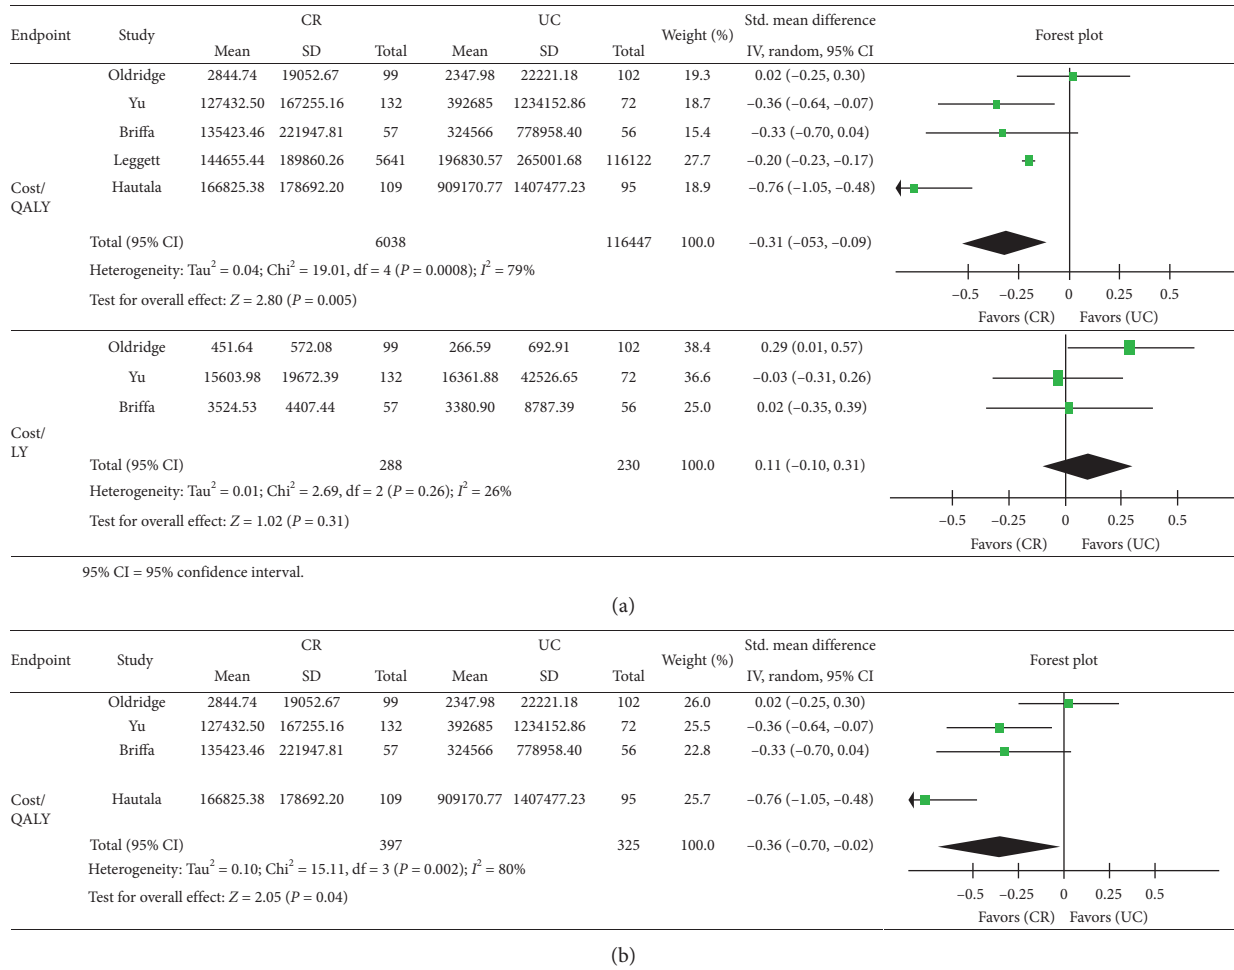 Endpoint Study CR UC Weight (%) Std. mean difference Forest plot
Mean SD Total Mean SD Total IV, random, 95% CI
Oldridge 2844.74 19052.67 99 2347.98 22221.18 102 19.3 0.02 (–0.25, 0.30)
Yu 127432.50 167255.16 132 392685 1234152.86 72 18.7 –0.36 (–0.64, –0.07)
Briffa 135423.46 221947.81 57 324566 778958.40 56 15.4 –0.33 (–0.70, 0.04)
Leggett 144655.44 189860.26 5641 196830.57 265001.68 116122 27.7 –0.20 (–0.23, –0.17)
Cost/
QALY
Hautala 166825.38 178692.20 109 909170.77 1407477.23 95 18.9 –0.76 (–1.05, –0.48)
Total (95% CI) 6038 116447 100.0 –0.31 (–053, –0.09)
Heterogeneity: Tau² = 0.04; Chi² = 19.01, df = 4 (P = 0.0008); I² = 79%
Test for overall effect: Z = 2.80 (P = 0.005)
–0.5 –0.25 0 0.25 0.5
Favors (CR) Favors (UC)
Oldridge 451.64 572.08 99 266.59 692.91 102 38.4 0.29 (0.01, 0.57)
Yu 15603.98 19672.39 132 16361.88 42526.65 72 36.6 –0.03 (–0.31, 0.26)
Briffa 3524.53 4407.44 57 3380.90 8787.39 56 25.0 0.02 (–0.35, 0.39)
Cost/
LY
Total (95% CI) 288 230 100.0 0.11 (–0.10, 0.31)
Heterogeneity: Tau² = 0.01; Chi² = 2.69, df = 2 (P = 0.26); I² = 26%
Test for overall effect: Z = 1.02 (P = 0.31)
–0.5 –0.25 0 0.25 0.5
Favors (CR) Favors (UC)
95% CI = 95% confidence interval.
(a)
Endpoint Study CR UC Weight (%) Std. mean difference Forest plot
Mean SD Total Mean SD Total IV, random, 95% CI
Oldridge 2844.74 19052.67 99 2347.98 22221.18 102 26.0 0.02 (–0.25, 0.30)
Yu 127432.50 167255.16 132 392685 1234152.86 72 25.5 –0.36 (–0.64, –0.07)
Briffa 135423.46 221947.81 57 324566 778958.40 56 22.8 –0.33 (–0.70, 0.04)
Cost/
QALY
Hautala 166825.38 178692.20 109 909170.77 1407477.23 95 25.7 –0.76 (–1.05, –0.48)
Total (95% CI) 397 325 100.0 –0.36 (–0.70, –0.02)
Heterogeneity: Tau² = 0.10; Chi² = 15.11, df = 3 (P = 0.002); I² = 80%
Test for overall effect: Z = 2.05 (P = 0.04)
–0.5 –0.25 0 0.25 0.5
Favors (CR) Favors (UC)
(b)